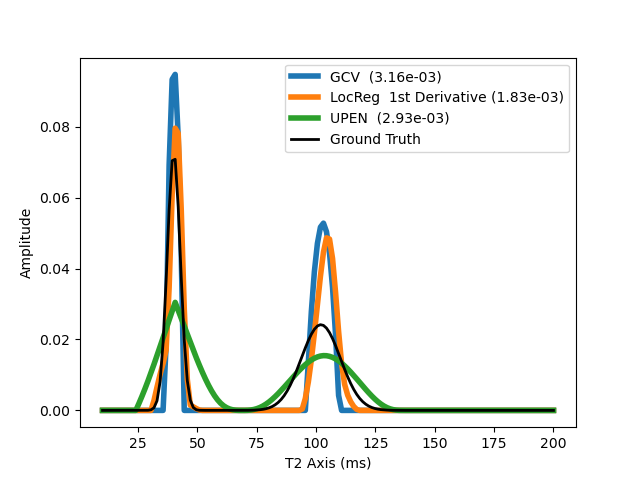 GCV (3.16e-03)
LocReg 1st Derivative (1.83e-03)
UPEN (2.93e-03)
Ground Truth
0.08
0.06
0.04
0.02
0.00
Amplitude
25 50 75 100 125 150 175 200
T2 Axis (ms)